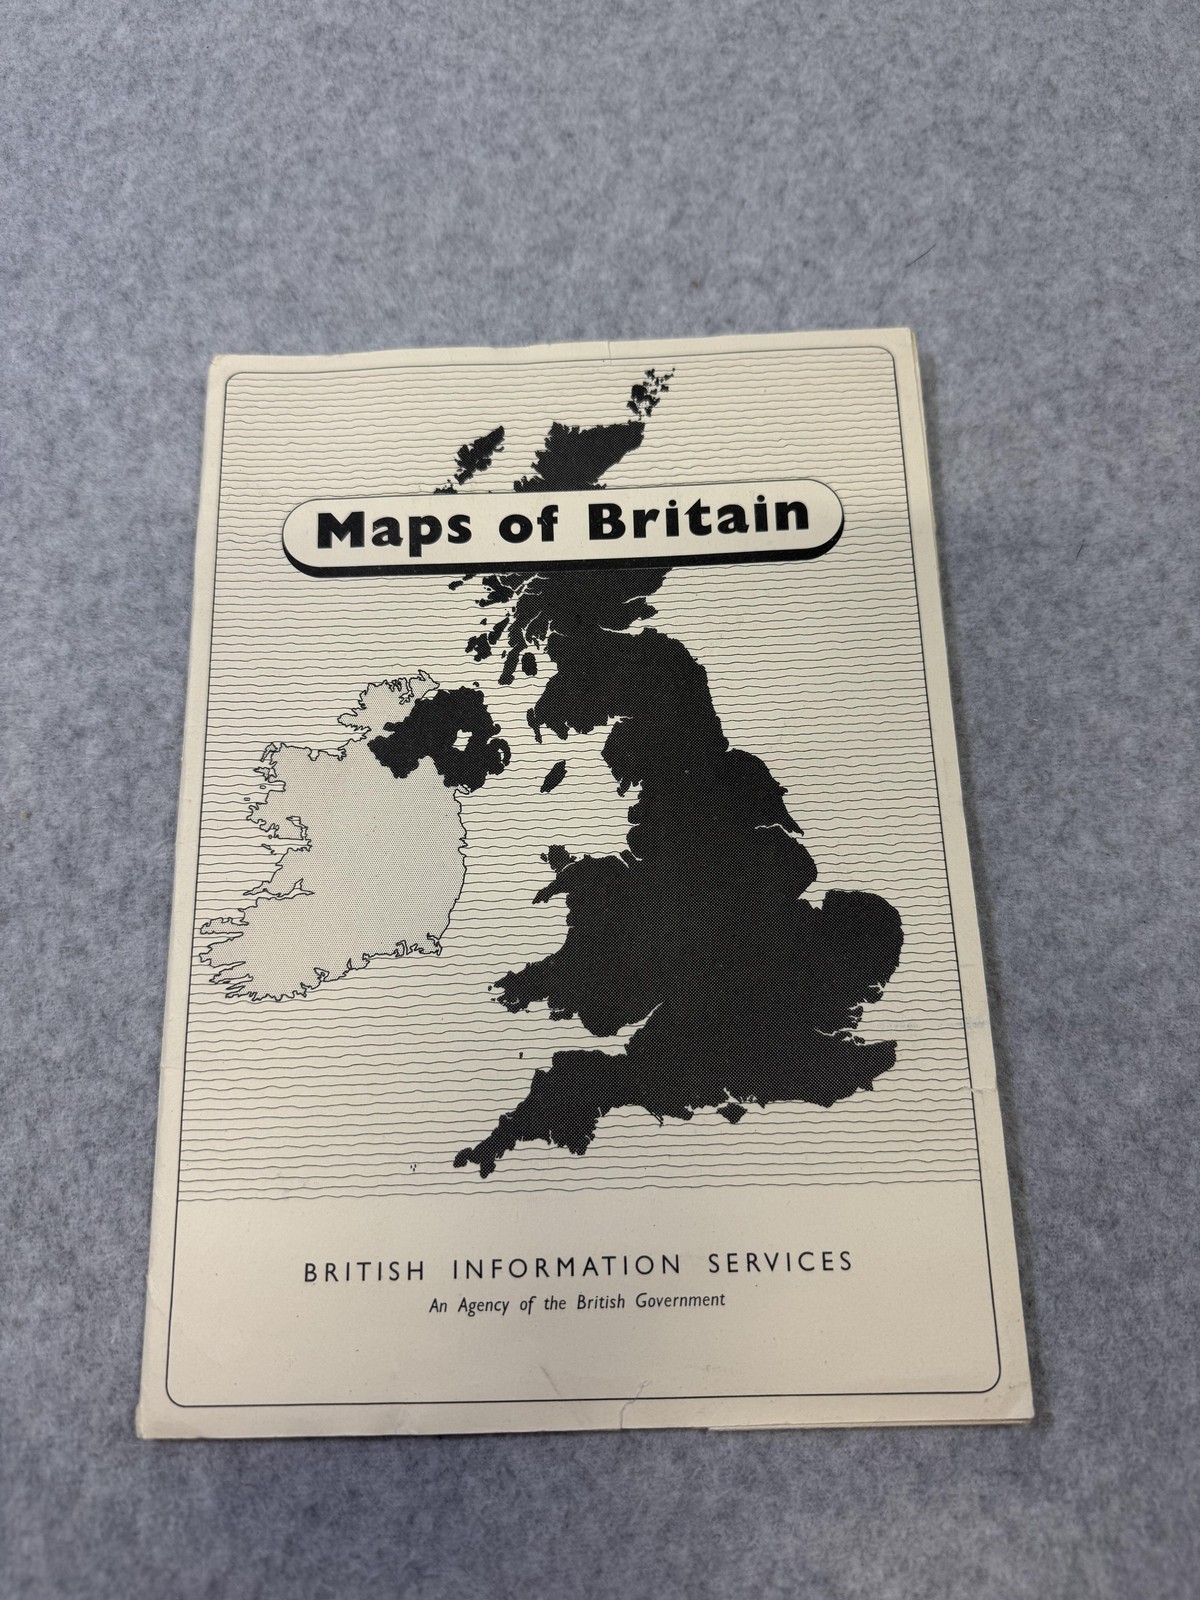 Maps of Britain
BRITISH INFORMATION SERVICES
An Agency of the British Government